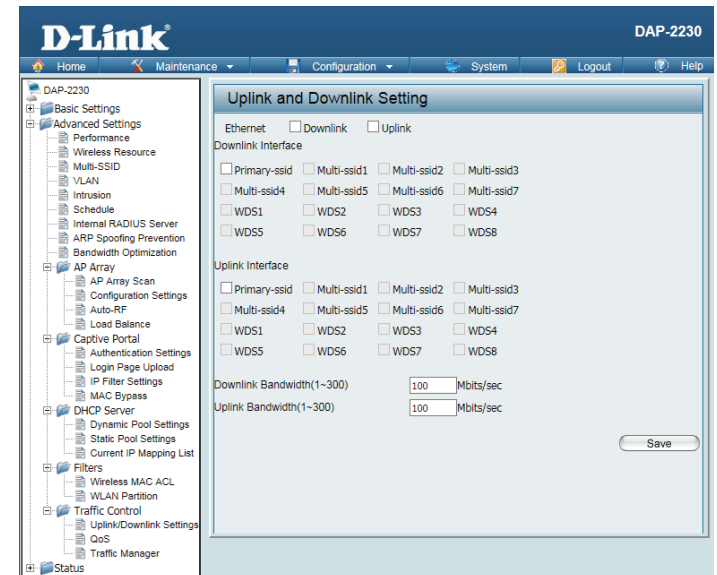 D-Link®
DAP-2230
Home Maintenance Configuration System Logout Help
DAP-2230
Basic Settings
Advanced Settings
Performance
Wireless Resource
Multi-SSID
VLAN
Intrusion
Schedule
Internal RADIUS Server
ARP Spoofing Prevention
Bandwidth Optimization
AP Array
AP Array Scan
Configuration Settings
Auto-RF
Load Balance
Captive Portal
Authentication Settings
Login Page Upload
IP Filter Settings
MAC Bypass
DHCP Server
Dynamic Pool Settings
Static Pool Settings
Current IP Mapping List
Filters
Wireless MAC ACL
WLAN Partition
Traffic Control
Uplink/Downlink Settings
QoS
Traffic Manager
Status
Uplink and Downlink Setting
Ethernet Downlink Uplink
Downlink Interface
Primary-ssid Multi-ssid1 Multi-ssid2 Multi-ssid3
Multi-ssid4 Multi-ssid5 Multi-ssid6 Multi-ssid7
WDS1 WDS2 WDS3 WDS4
WDS5 WDS6 WDS7 WDS8
Uplink Interface
Primary-ssid Multi-ssid1 Multi-ssid2 Multi-ssid3
Multi-ssid4 Multi-ssid5 Multi-ssid6 Multi-ssid7
WDS1 WDS2 WDS3 WDS4
WDS5 WDS6 WDS7 WDS8
Downlink Bandwidth(1~300) 100 Mbits/sec
Uplink Bandwidth(1~300) 100 Mbits/sec
Save